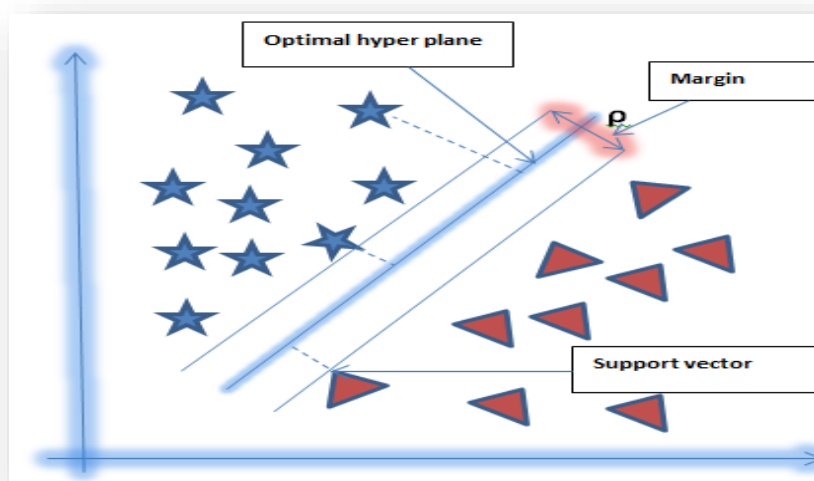 Optimal hyper plane
Margin
ρ
Support vector